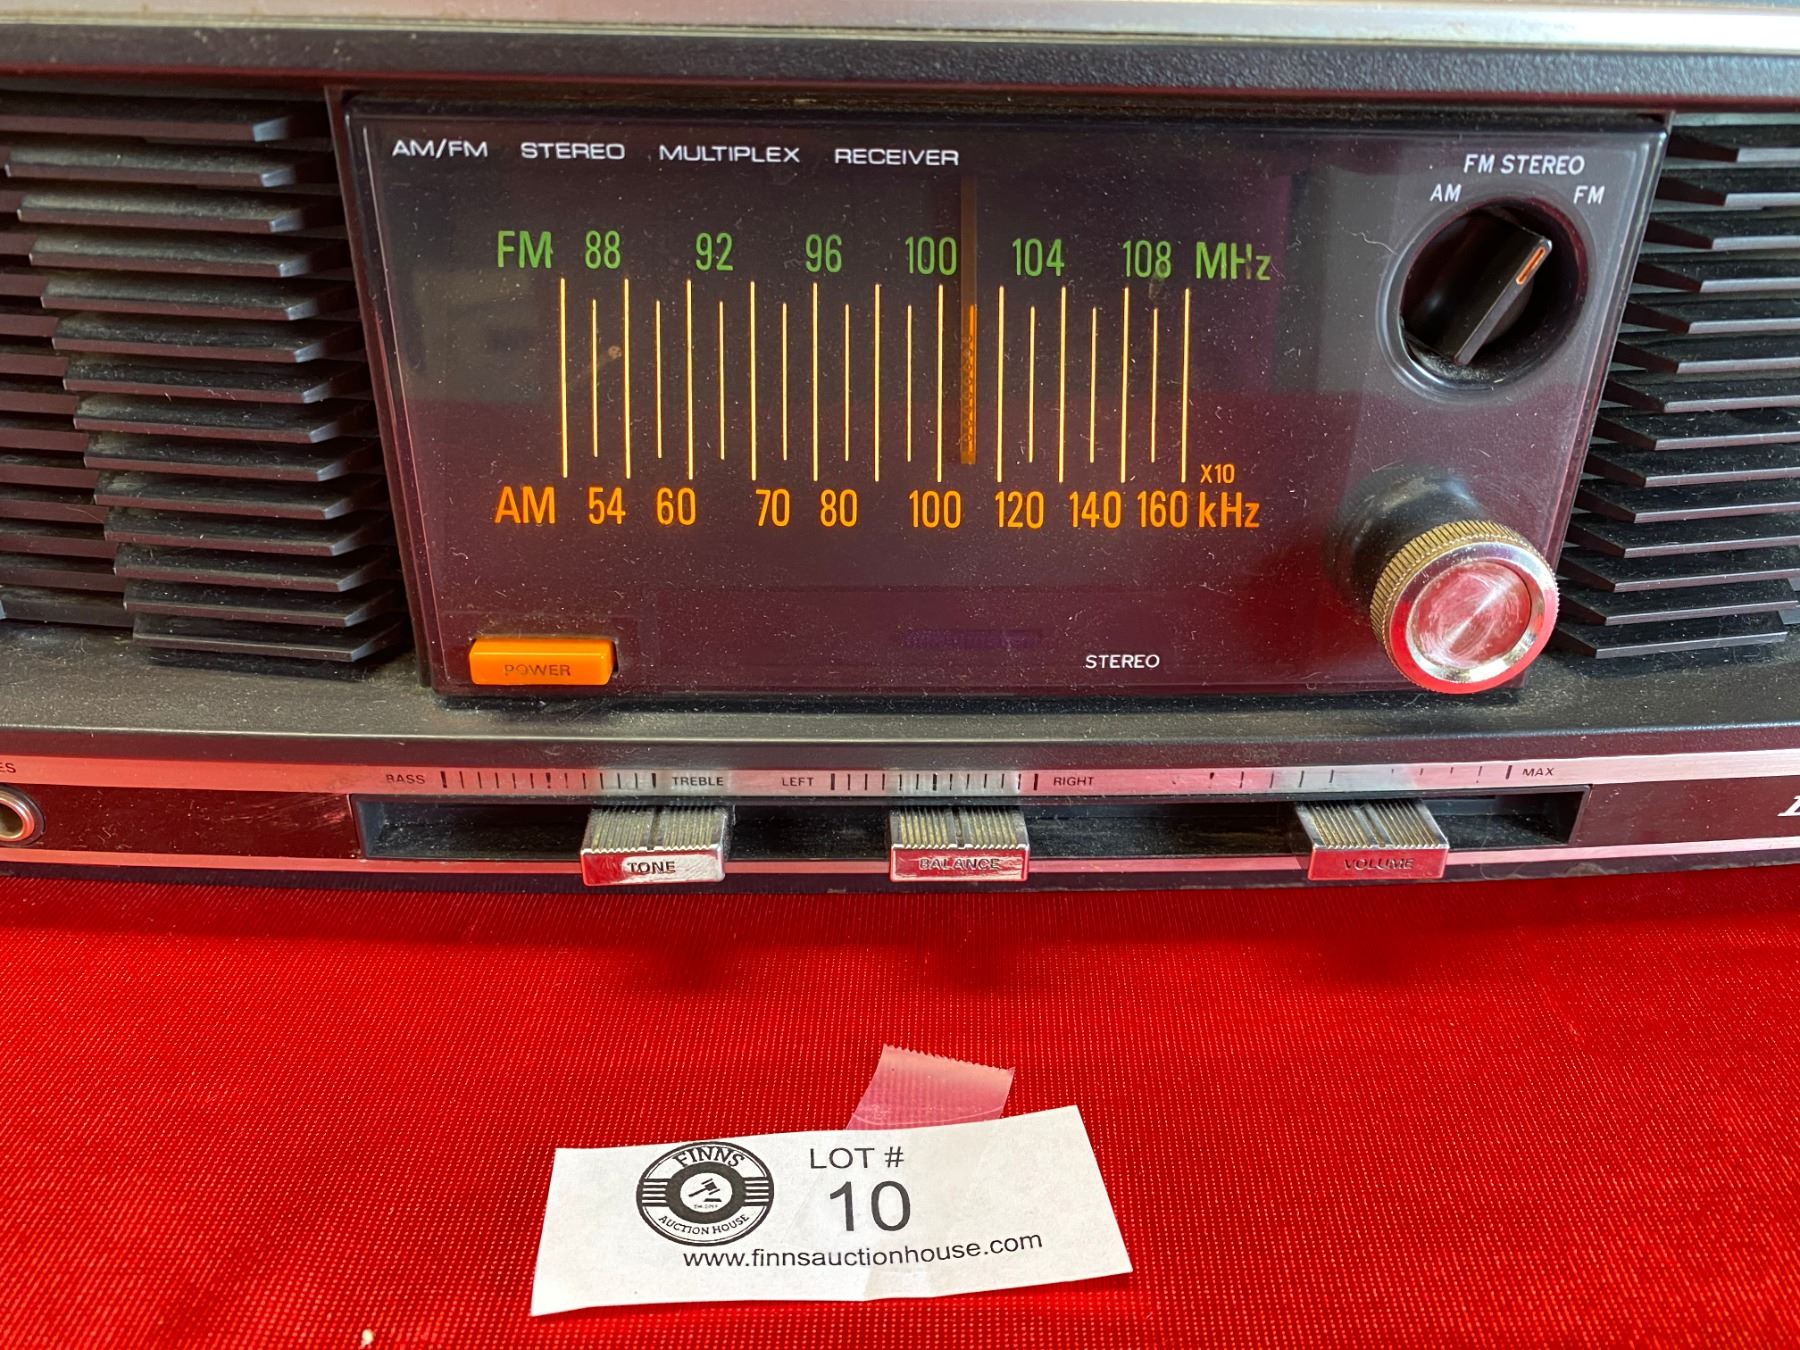 AM/FM STEREO MULTIPLEX RECEIVER
FM STEREO
AM FM
FM 88 92 96 100 104 108 MHz
X10
AM 54 60 70 80 100 120 140 160 kHz
POWER
STEREO
BASS TREBLE LEFT RIGHT MAX
TONE BALANCE VOLUME
FINNS
AUCTION HOUSE
LOT #
10
www.finnsauctionhouse.com